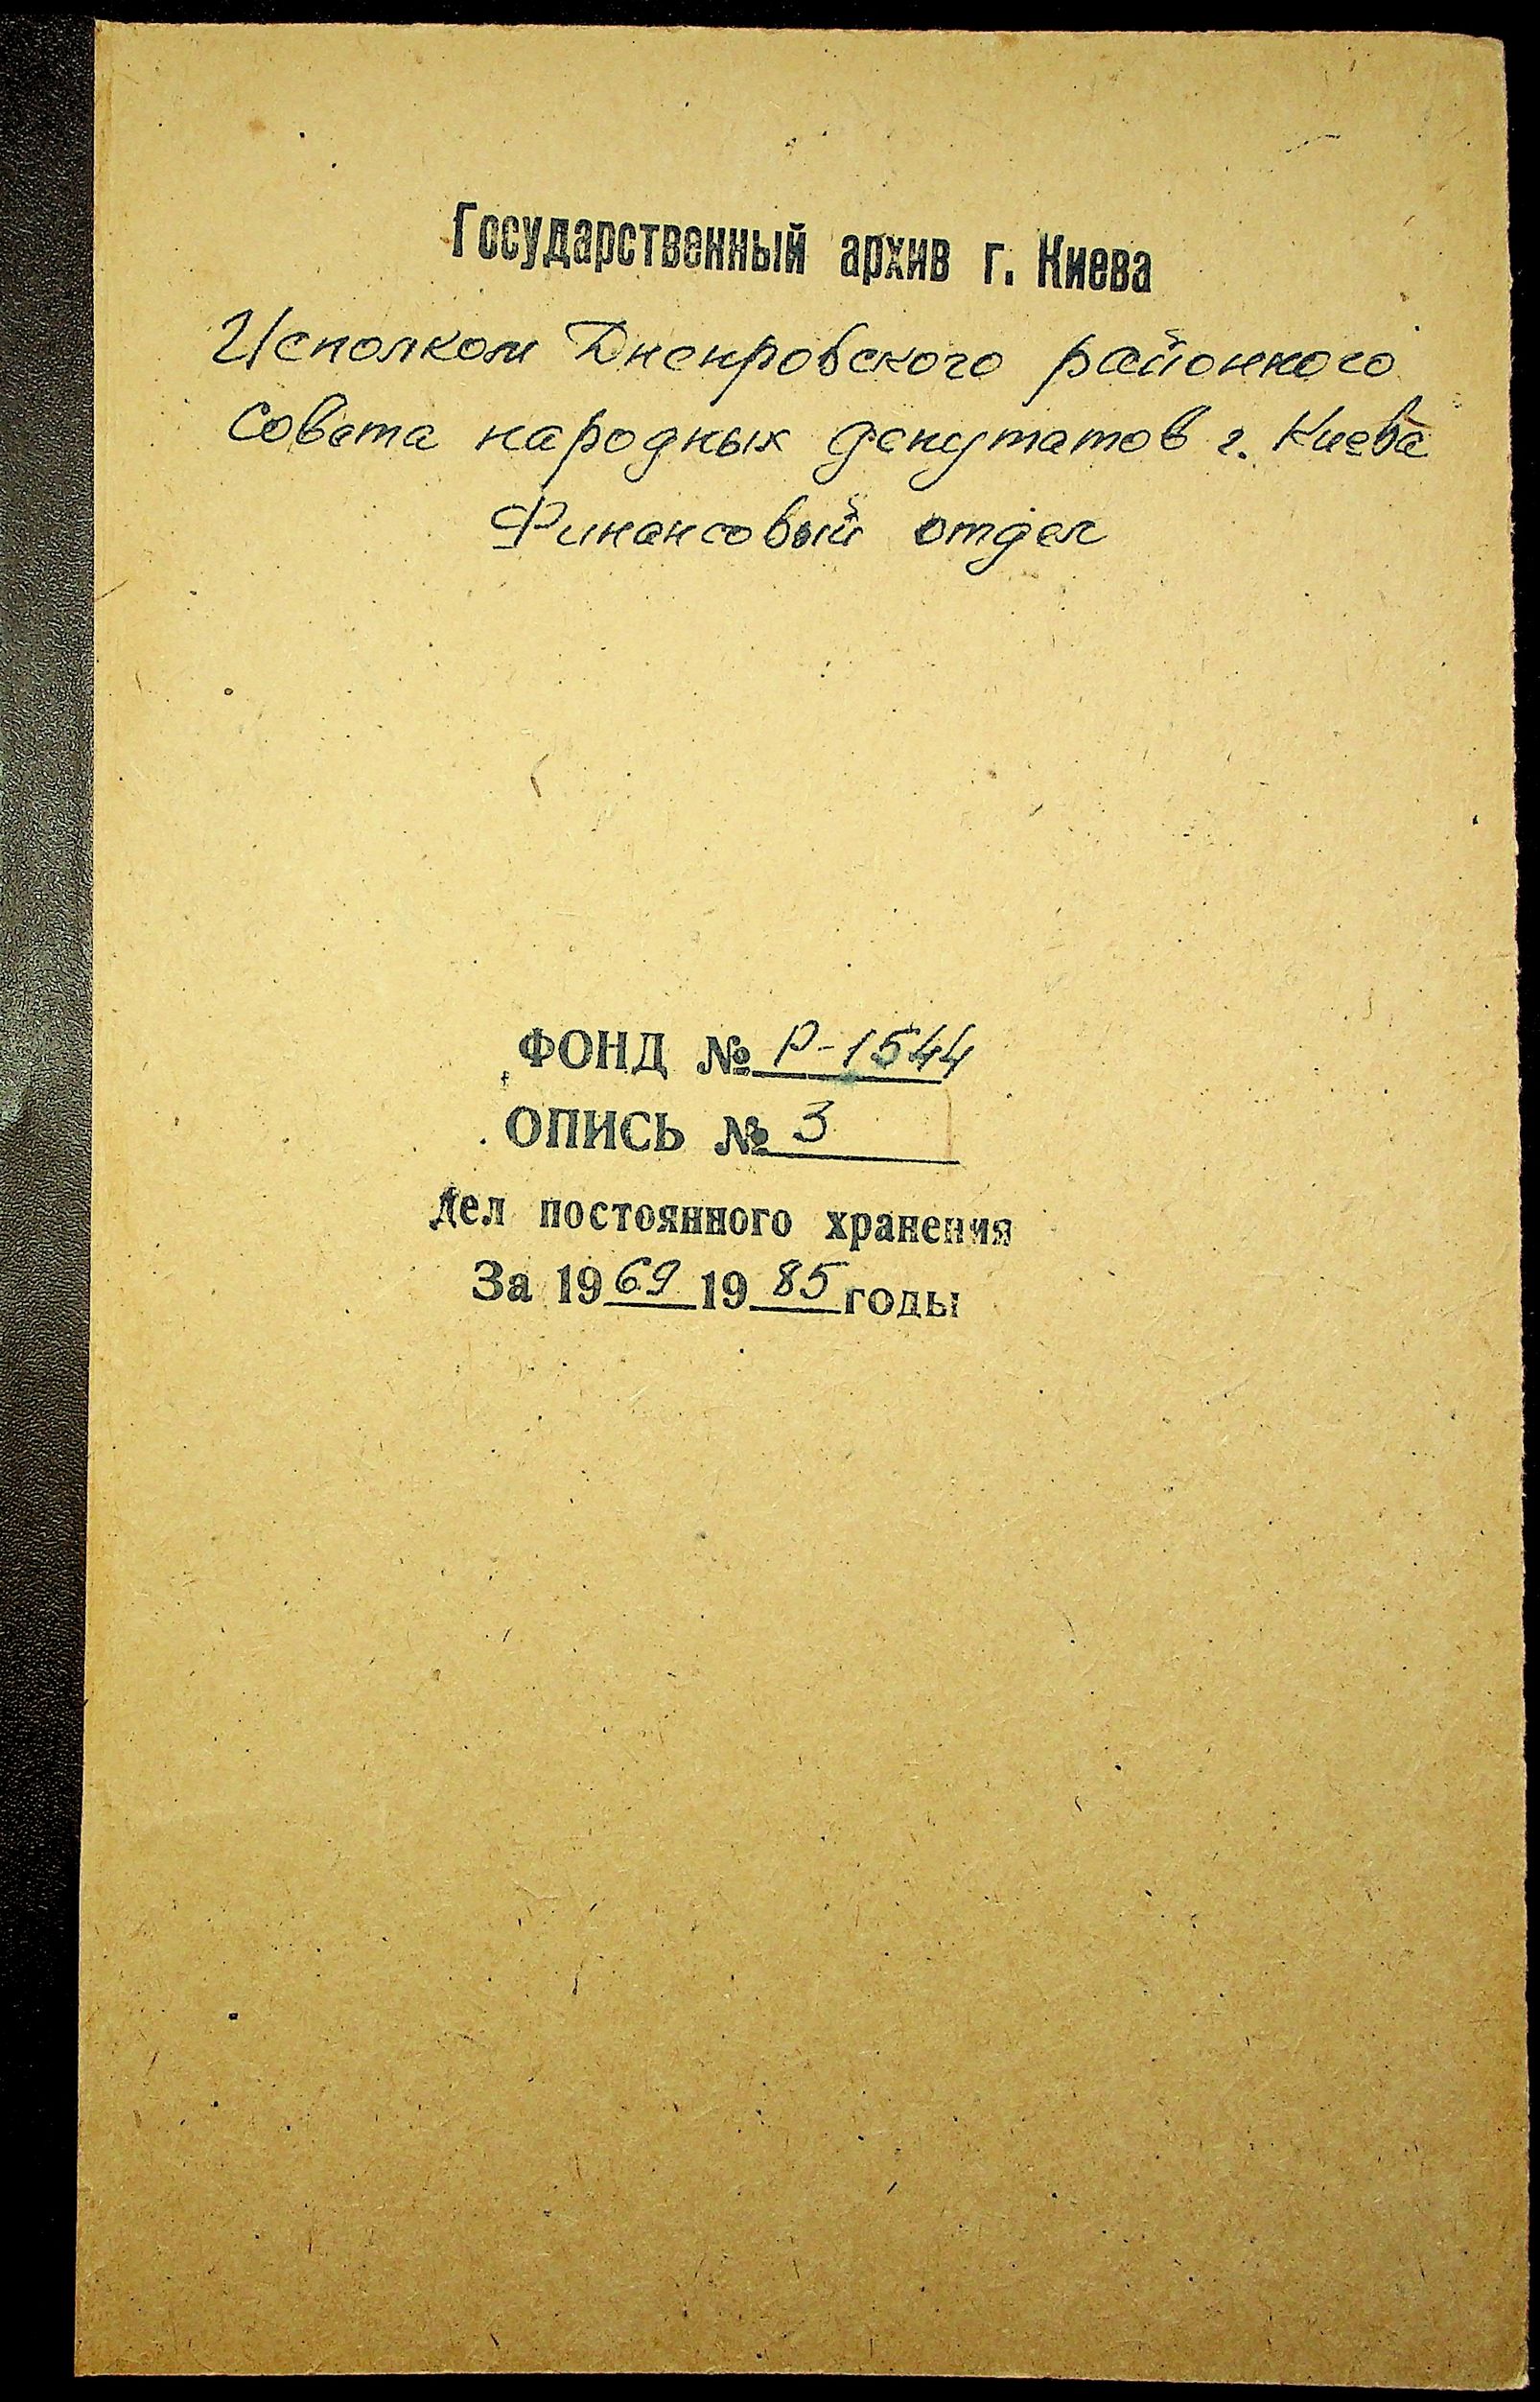 Государственный архив г. Киева
Исполком Днепровского районного
Совета народных депутатов г. Киева
Финансовый отдел
ФОНД № Р-1544
ОПИСЬ № 3
Дел постоянного хранения
За 1969 1985 годы